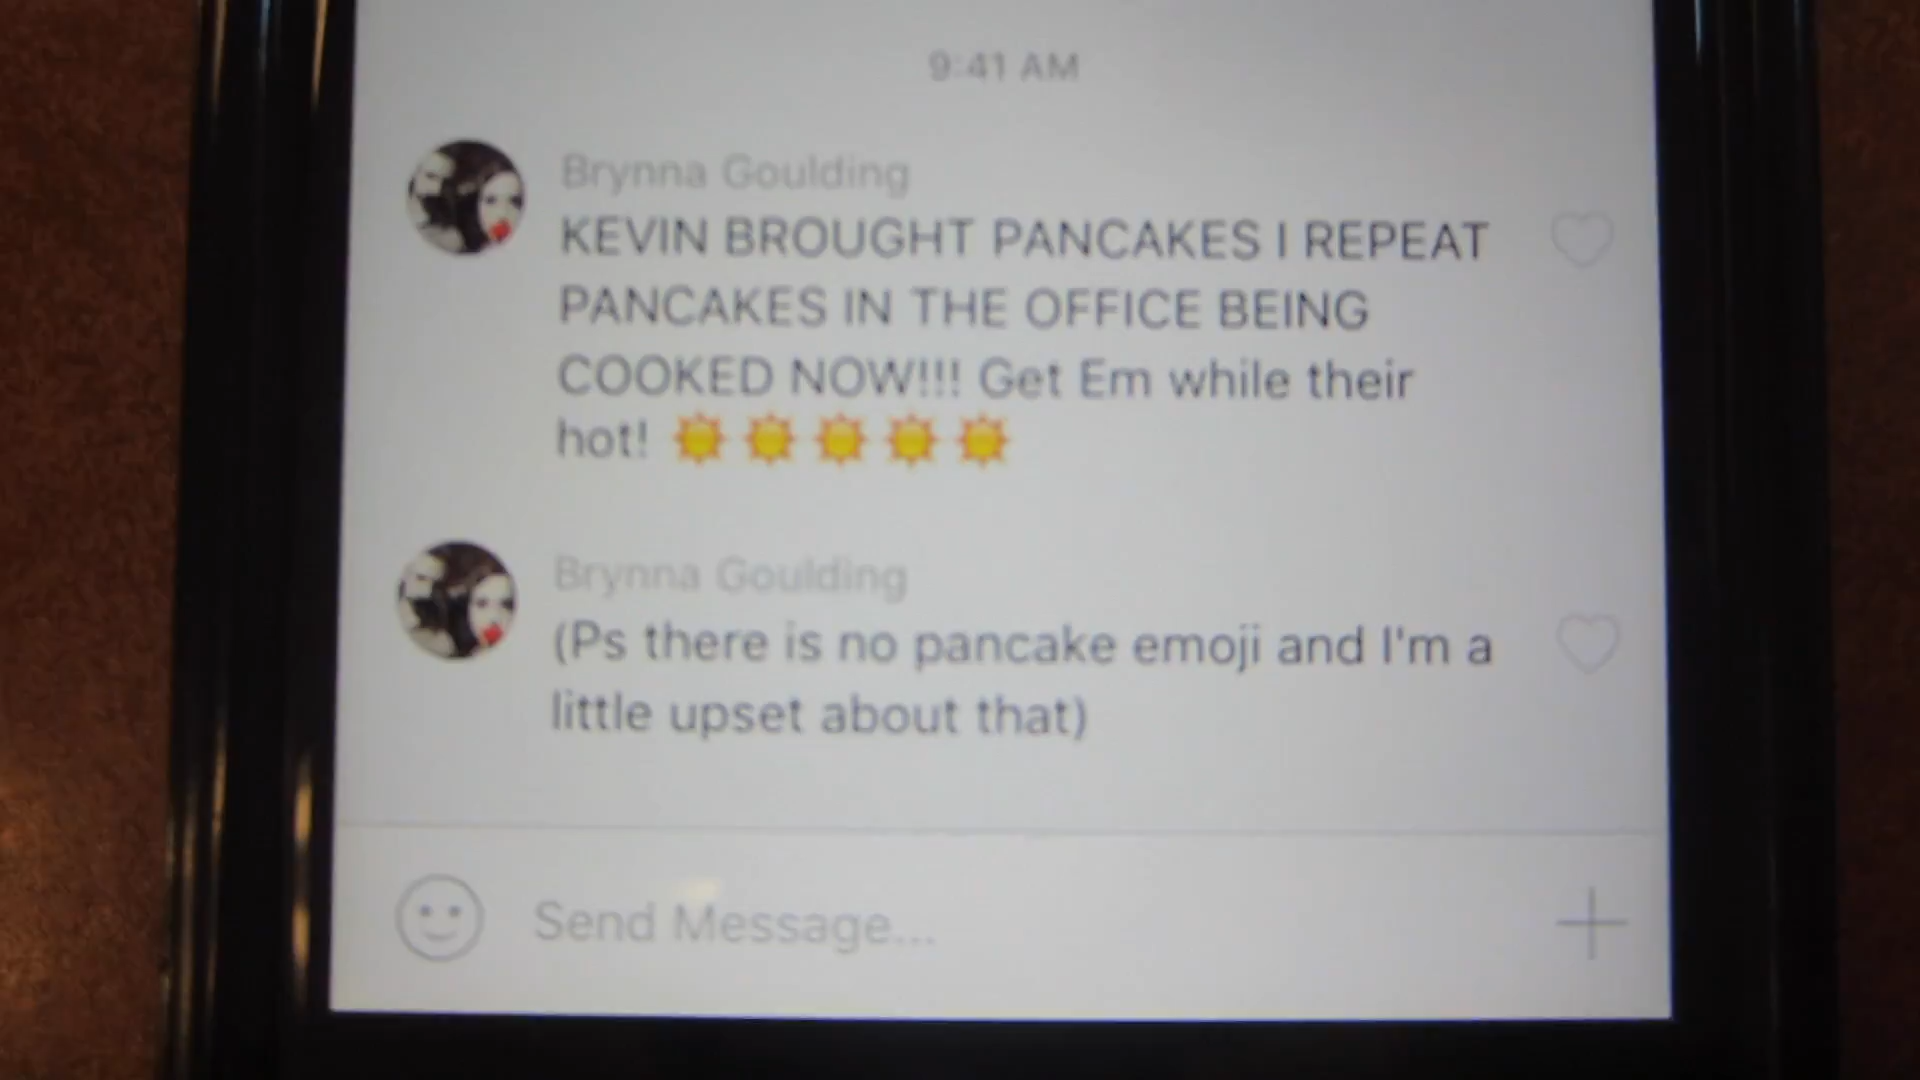 9:41 AM
Brynna Goulding
KEVIN BROUGHT PANCAKES I REPEAT
PANCAKES IN THE OFFICE BEING
COOKED NOW!!! Get Em while their
hot! ☀️☀️☀️☀️☀️
Brynna Goulding
(Ps there is no pancake emoji and I'm a
little upset about that)
Send Message...